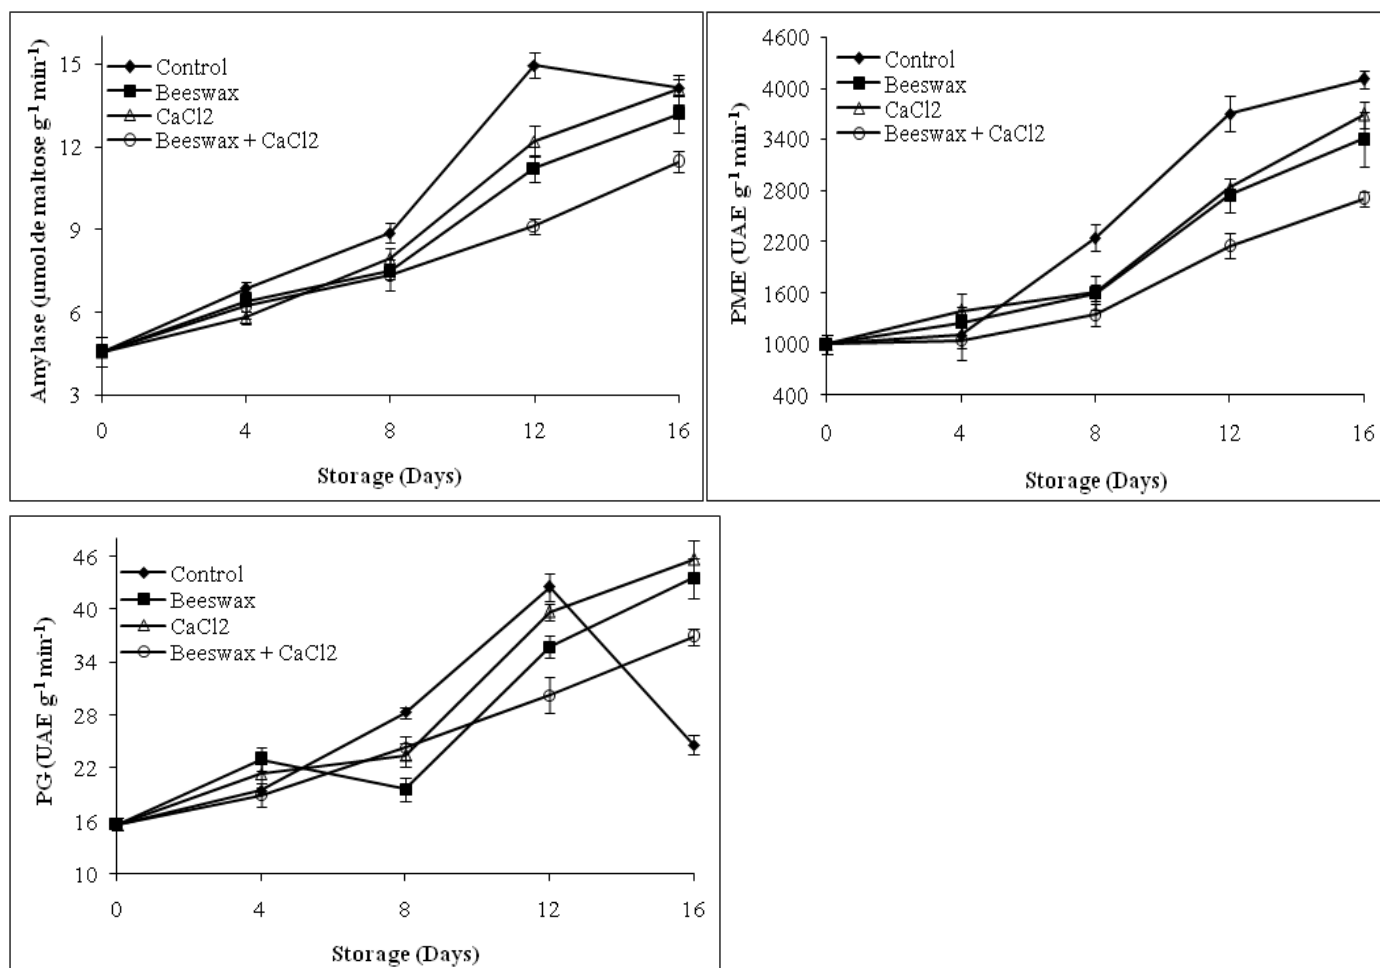 Amylase (µmol de maltose g⁻¹ min⁻¹)
15
12
9
6
3
Control
Beeswax
CaCl2
Beeswax + CaCl2
0 4 8 12 16
Storage (Days)
PME (UAE g⁻¹ min⁻¹)
4600
4000
3400
2800
2200
1600
1000
400
Control
Beeswax
CaCl2
Beeswax + CaCl2
0 4 8 12 16
Storage (Days)
PG (UAE g⁻¹ min⁻¹)
46
40
34
28
22
16
10
Control
Beeswax
CaCl2
Beeswax + CaCl2
0 4 8 12 16
Storage (Days)